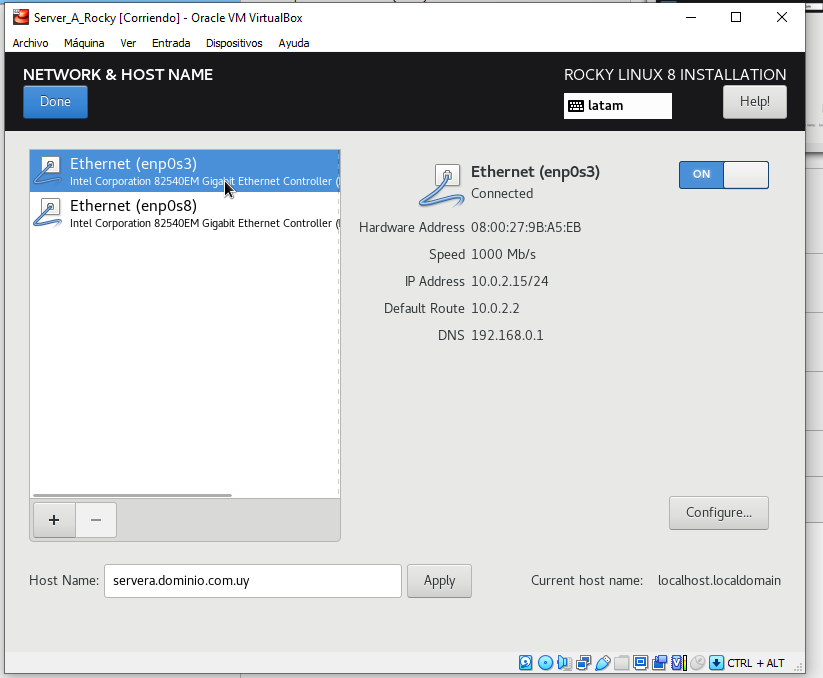 Server_A_Rocky [Corriendo] - Oracle VM VirtualBox
Archivo Máquina Ver Entrada Dispositivos Ayuda
NETWORK & HOST NAME
ROCKY LINUX 8 INSTALLATION
Done
latam
Help!
Ethernet (enp0s3)
Intel Corporation 82540EM Gigabit Ethernet Controller (
Ethernet (enp0s8)
Intel Corporation 82540EM Gigabit Ethernet Controller (
Ethernet (enp0s3)
Connected
ON
Hardware Address 08:00:27:9B:A5:EB
Speed 1000 Mb/s
IP Address 10.0.2.15/24
Default Route 10.0.2.2
DNS 192.168.0.1
+ −
Configure...
Host Name: servera.dominio.com.uy Apply Current host name: localhost.localdomain
CTRL + ALT